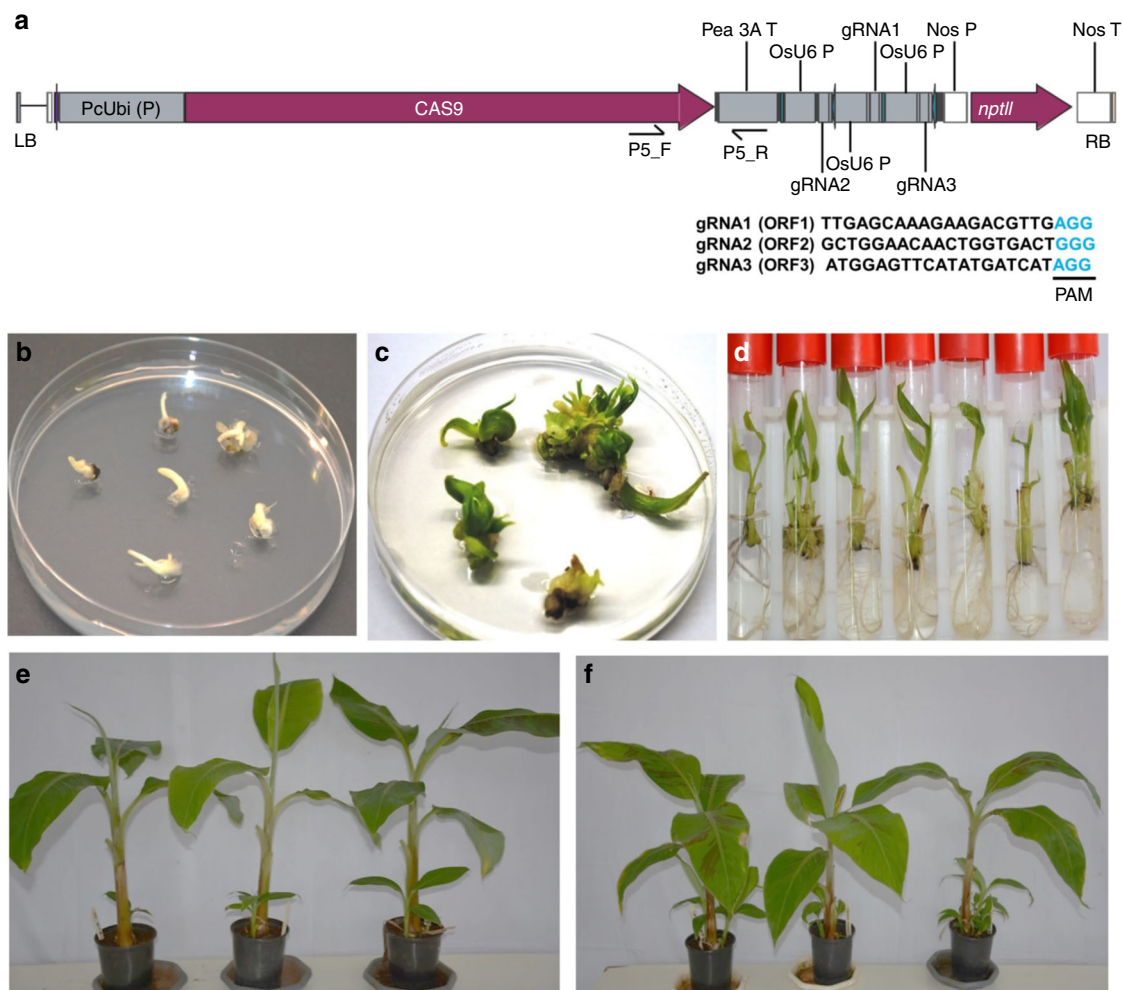 a
Pea 3A T
gRNA1
Nos P
Nos T
OsU6 P
OsU6 P
PcUbi (P)
CAS9
nptII
LB
P5_F
P5_R
OsU6 P
RB
gRNA2
gRNA3
gRNA1 (ORF1) TTGAGCAAAGAAGACGTTGAGG
gRNA2 (ORF2) GCTGGAACAACTGGTGACTGGG
gRNA3 (ORF3) ATGGAGTTCATATGATCATAGG
PAM
b
c
d
e
f